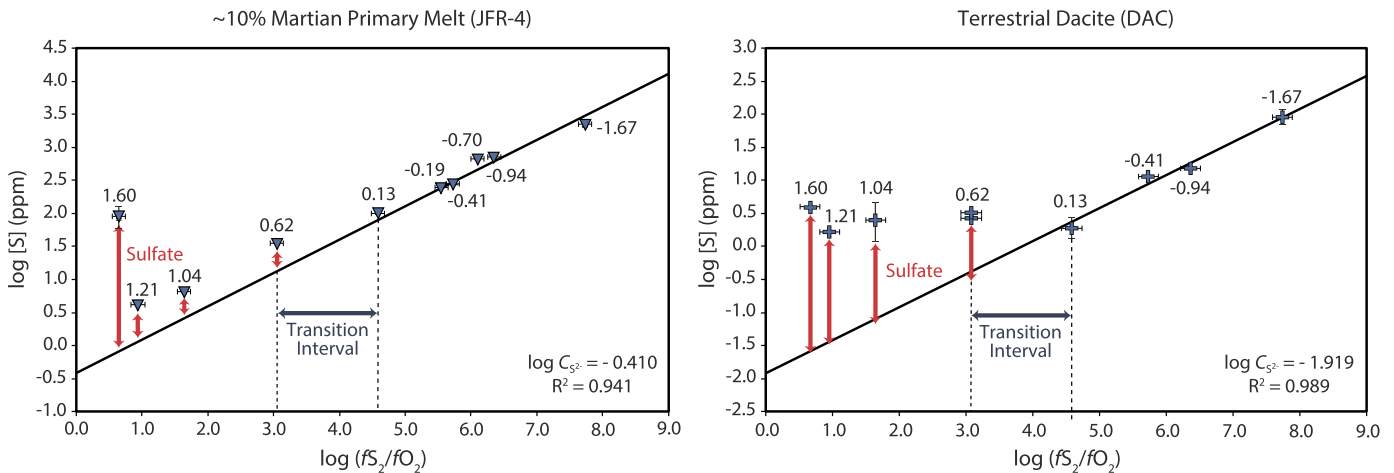 ~10% Martian Primary Melt (JFR-4)
4.5
4.0
3.5
3.0
2.5
2.0
1.5
1.0
0.5
0.0
-0.5
-1.0
log [S] (ppm)
1.60
Sulfate
1.21
1.04
0.62
0.13
-0.19
-0.41
-0.70
-0.94
-1.67
Transition
Interval
log C_S²⁻ = - 0.410
R² = 0.941
0.0 1.0 2.0 3.0 4.0 5.0 6.0 7.0 8.0 9.0
log (fS₂/fO₂)
Terrestrial Dacite (DAC)
3.0
2.5
2.0
1.5
1.0
0.5
0.0
-0.5
-1.0
-1.5
-2.0
-2.5
log [S] (ppm)
1.60
1.21
1.04
Sulfate
0.62
0.13
-0.41
-0.94
-1.67
Transition
Interval
log C_S²⁻ = - 1.919
R² = 0.989
0.0 1.0 2.0 3.0 4.0 5.0 6.0 7.0 8.0 9.0
log (fS₂/fO₂)